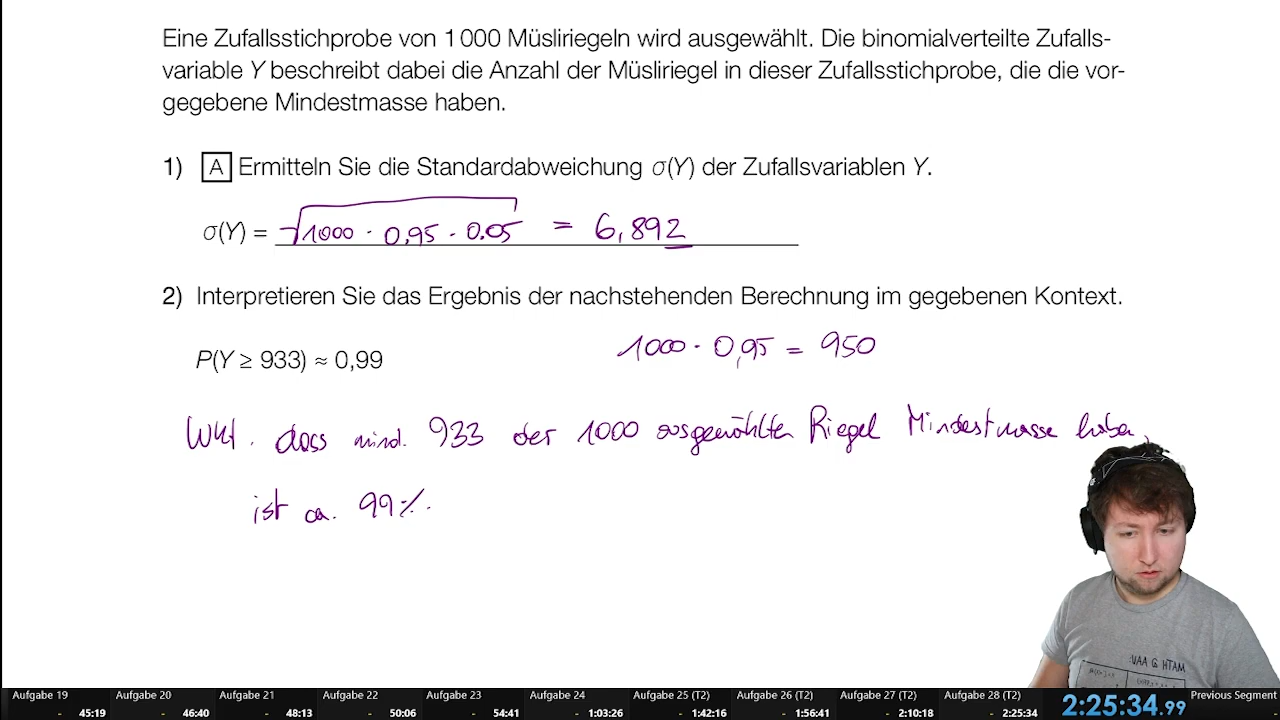 Eine Zufallsstichprobe von 1 000 Müsliriegeln wird ausgewählt. Die binomialverteilte Zufalls-
variable Y beschreibt dabei die Anzahl der Müsliriegel in dieser Zufallsstichprobe, die die vor-
gegebene Mindestmasse haben.
1) A Ermitteln Sie die Standardabweichung σ(Y) der Zufallsvariablen Y.
σ(Y) = √1000 · 0,95 · 0.05 = 6,892
2) Interpretieren Sie das Ergebnis der nachstehenden Berechnung im gegebenen Kontext.
1000 · 0,95 = 950
P(Y ≥ 933) ≈ 0,99
Wkt. dass mind. 933 der 1000 ausgewählten Riegel Mindestmasse haben,
ist ca. 99%.
:UAA G HTAM
Aufgabe 19 Aufgabe 20 Aufgabe 21 Aufgabe 22 Aufgabe 23 Aufgabe 24 Aufgabe 25 (T2) Aufgabe 26 (T2) Aufgabe 27 (T2) Aufgabe 28 (T2) 2:25:34.99 Previous Segment
- 45:19 - 46:40 - 48:13 - 50:06 - 54:41 - 1:03:26 - 1:42:16 - 1:56:41 - 2:10:18 - 2:25:34 -